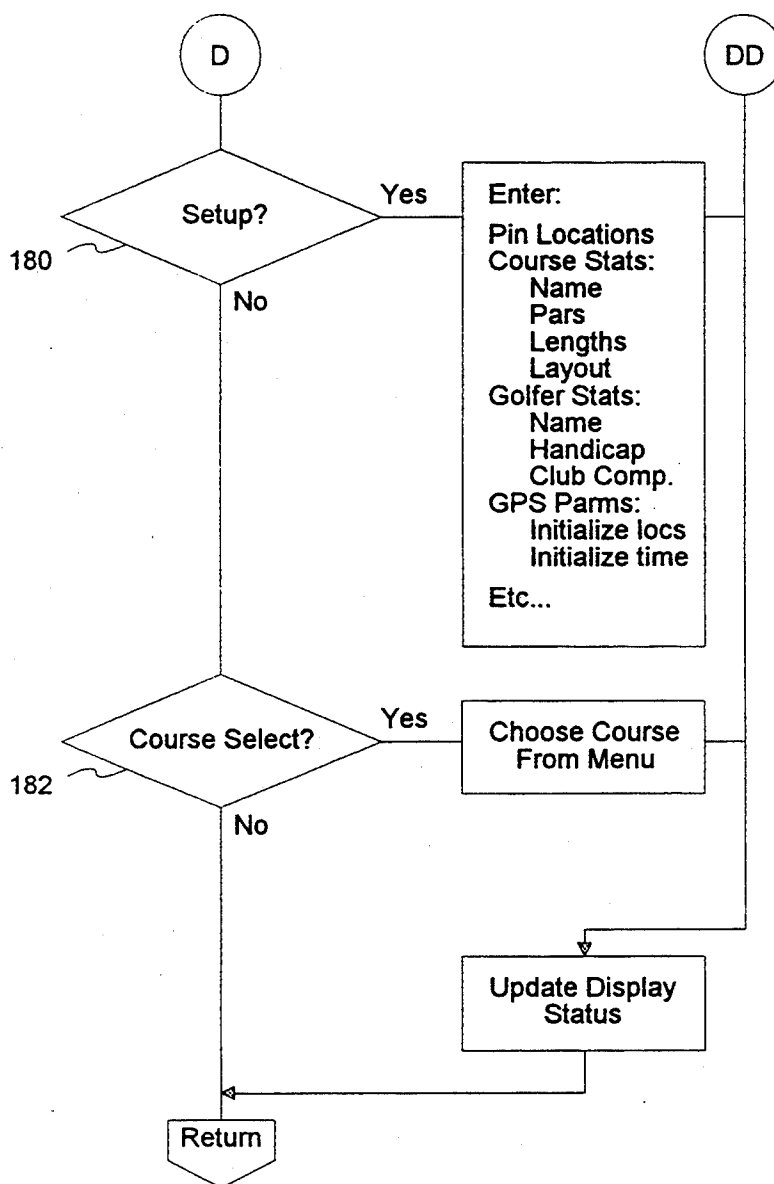 D
DD
Setup?
Yes
180
No
Enter:
Pin Locations
Course Stats:
Name
Pars
Lengths
Layout
Golfer Stats:
Name
Handicap
Club Comp.
GPS Parms:
Initialize locs
Initialize time
Etc...
Course Select?
Yes
182
No
Choose Course
From Menu
Update Display
Status
Return